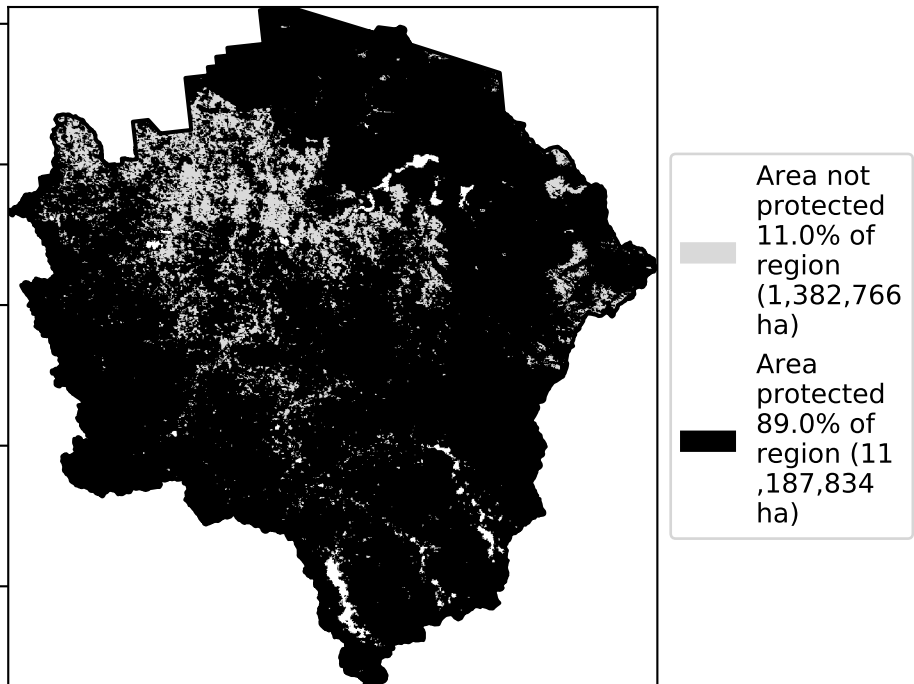 Area not
protected
11.0% of
region
(1,382,766
ha)
Area
protected
89.0% of
region (11
,187,834
ha)